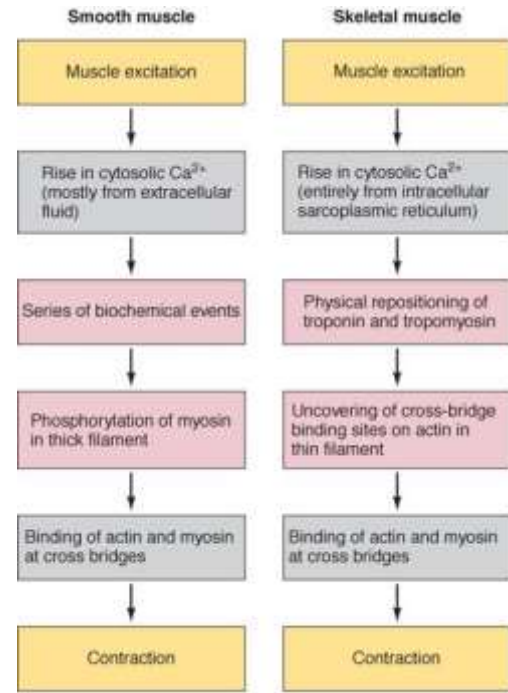 Smooth muscle
Muscle excitation
Rise in cytosolic Ca²⁺
(mostly from extracellular
fluid)
Series of biochemical events
Phosphorylation of myosin
in thick filament
Binding of actin and myosin
at cross bridges
Contraction
Skeletal muscle
Muscle excitation
Rise in cytosolic Ca²⁺
(entirely from intracellular
sarcoplasmic reticulum)
Physical repositioning of
troponin and tropomyosin
Uncovering of cross-bridge
binding sites on actin in
thin filament
Binding of actin and myosin
at cross bridges
Contraction